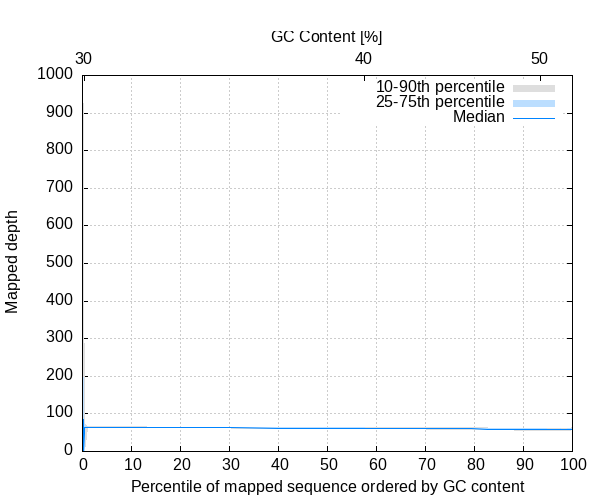 GC Content [%]
30 40 50
10-90th percentile
25-75th percentile
Median
1000
900
800
700
600
500
400
300
200
100
0
Mapped depth
0 10 20 30 40 50 60 70 80 90 100
Percentile of mapped sequence ordered by GC content